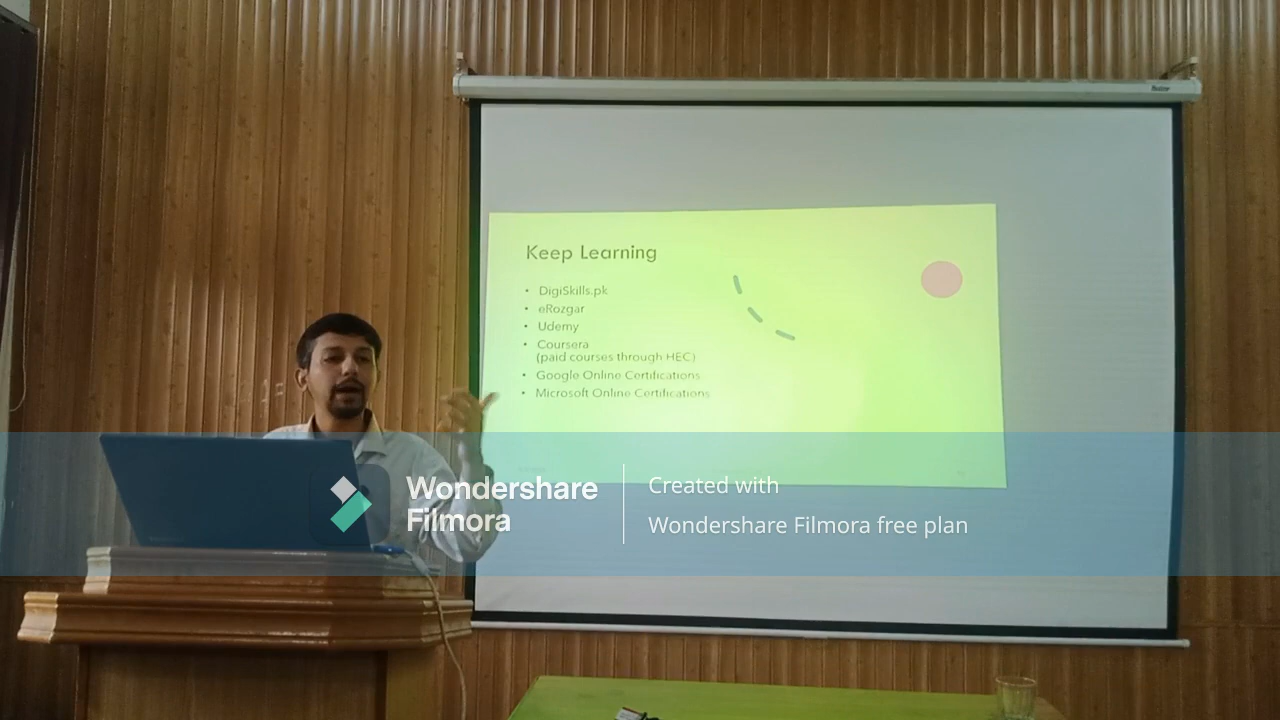 Keep Learning
• DigiSkills.pk
• eRozgar
• Udemy
• Coursera
(paid courses through HEC)
• Google Online Certifications
• Microsoft Online Certifications
Wondershare
Filmora
Created with
Wondershare Filmora free plan